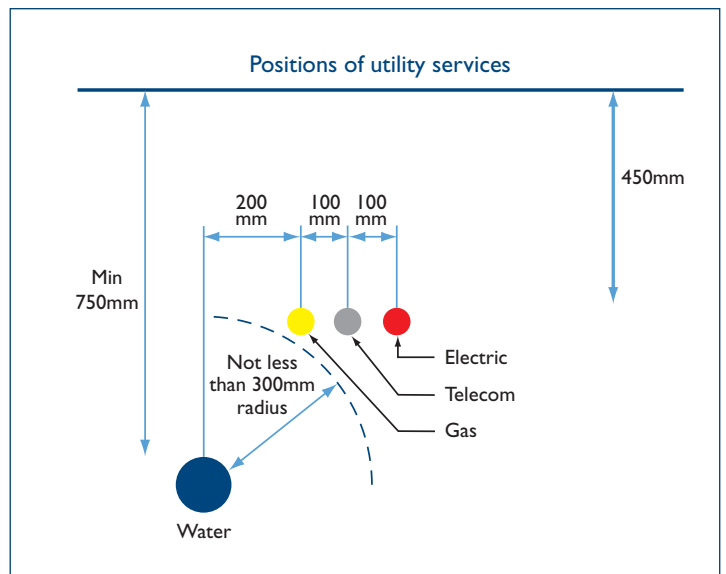 Positions of utility services
450mm
200
mm
100
mm
100
mm
Min
750mm
Not less
than 300mm
radius
Electric
Telecom
Gas
Water